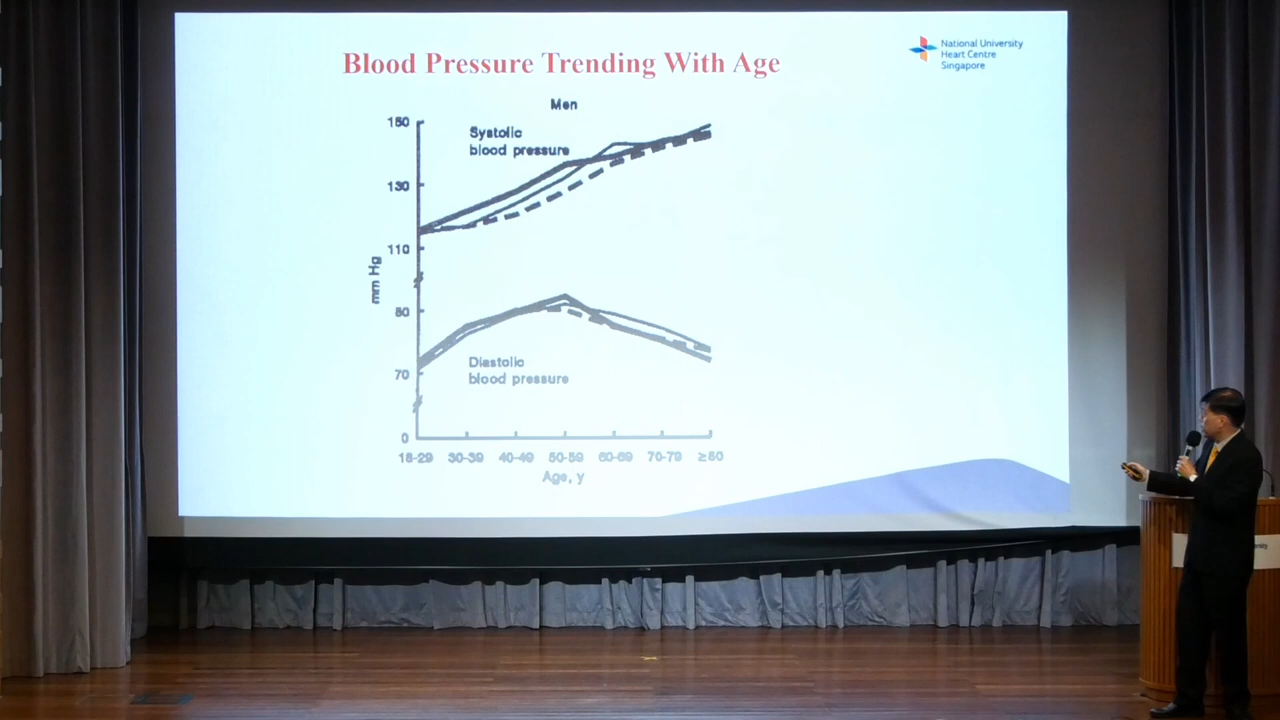 Blood Pressure Trending With Age
National University
Heart Centre
Singapore
Men
150
Systolic
blood pressure
130
110
mm Hg
80
Diastolic
blood pressure
70
0
18-29 30-39 40-49 50-59 60-69 70-79 ≥80
Age, y